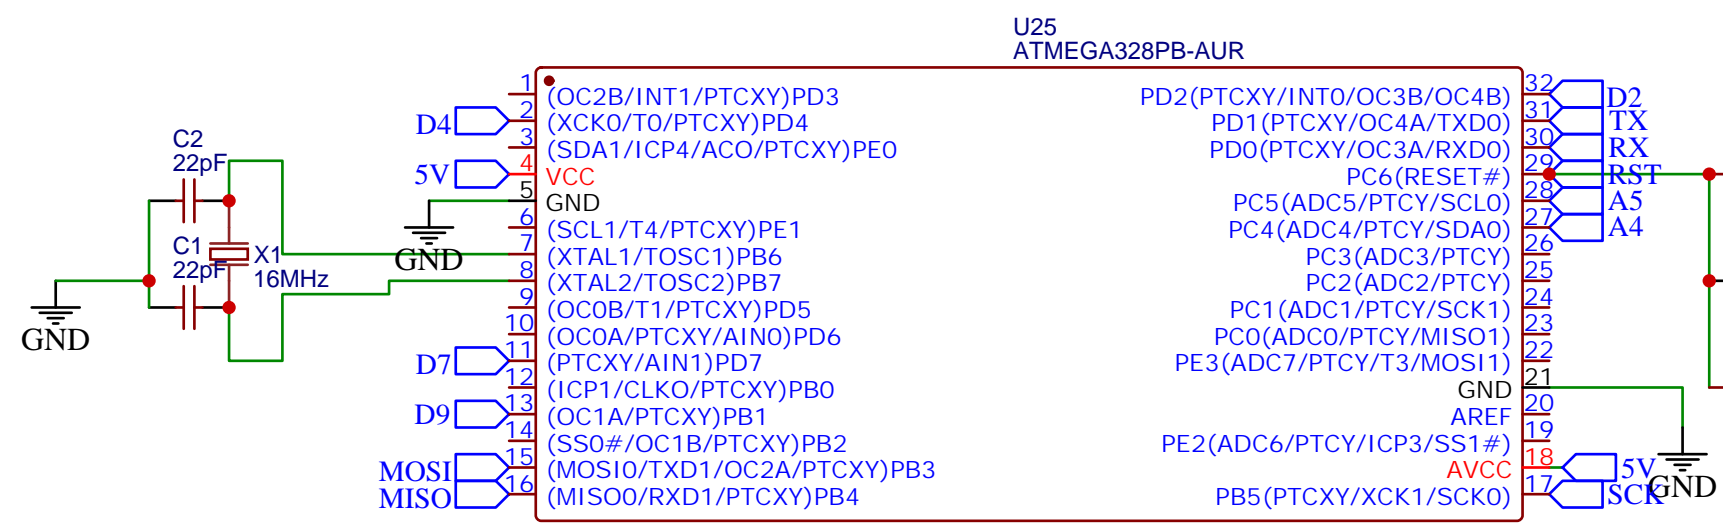 U25
ATMEGA328PB-AUR
1
(OC2B/INT1/PTCXY)PD3
D4
2
(XCK0/T0/PTCXY)PD4
3
(SDA1/ICP4/ACO/PTCXY)PE0
5V
4
VCC
5
GND
GND
6
(SCL1/T4/PTCXY)PE1
7
(XTAL1/TOSC1)PB6
8
(XTAL2/TOSC2)PB7
9
(OC0B/T1/PTCXY)PD5
10
(OC0A/PTCXY/AIN0)PD6
D7
11
(PTCXY/AIN1)PD7
12
(ICP1/CLKO/PTCXY)PB0
D9
13
(OC1A/PTCXY)PB1
14
(SS0#/OC1B/PTCXY)PB2
MOSI
15
(MOSI0/TXD1/OC2A/PTCXY)PB3
MISO
16
(MISO0/RXD1/PTCXY)PB4
C2
22pF
C1
22pF
X1
16MHz
GND
PD2(PTCXY/INT0/OC3B/OC4B)
32
D2
PD1(PTCXY/OC4A/TXD0)
31
TX
PD0(PTCXY/OC3A/RXD0)
30
RX
PC6(RESET#)
29
RST
PC5(ADC5/PTCY/SCL0)
28
A5
PC4(ADC4/PTCY/SDA0)
27
A4
PC3(ADC3/PTCY)
26
PC2(ADC2/PTCY)
25
PC1(ADC1/PTCY/SCK1)
24
PC0(ADC0/PTCY/MISO1)
23
PE3(ADC7/PTCY/T3/MOSI1)
22
GND
21
AREF
20
PE2(ADC6/PTCY/ICP3/SS1#)
19
AVCC
18
5V
PB5(PTCXY/XCK1/SCK0)
17
SCK
GND